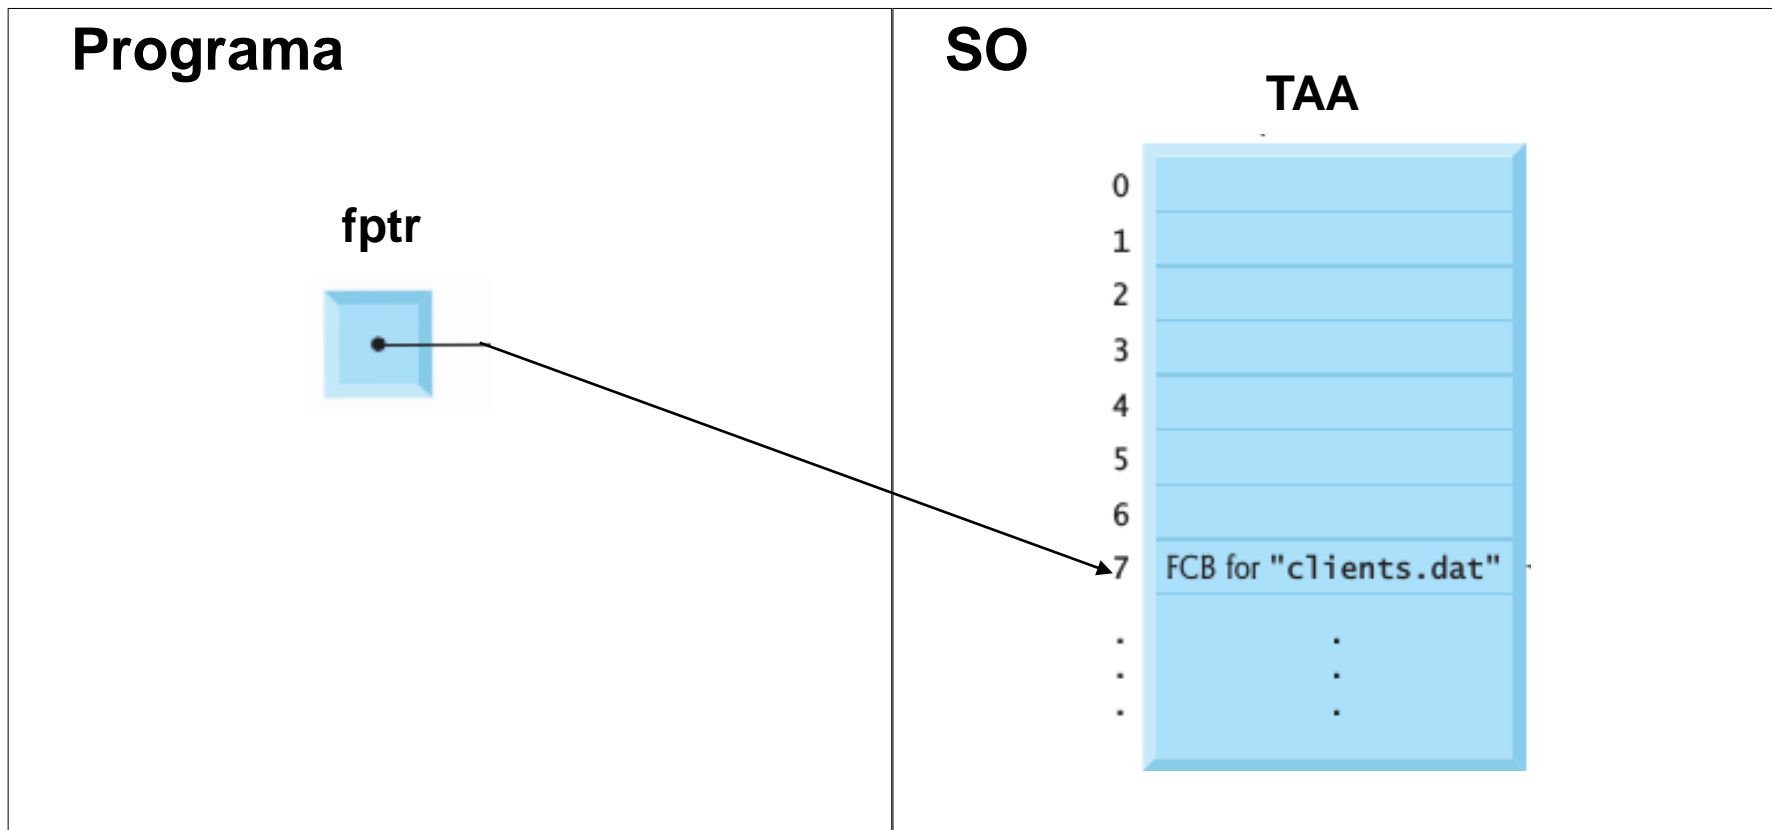 Programa
SO
TAA
fptr
0
1
2
3
4
5
6
7 FCB for "clients.dat"
. .
. .
. .